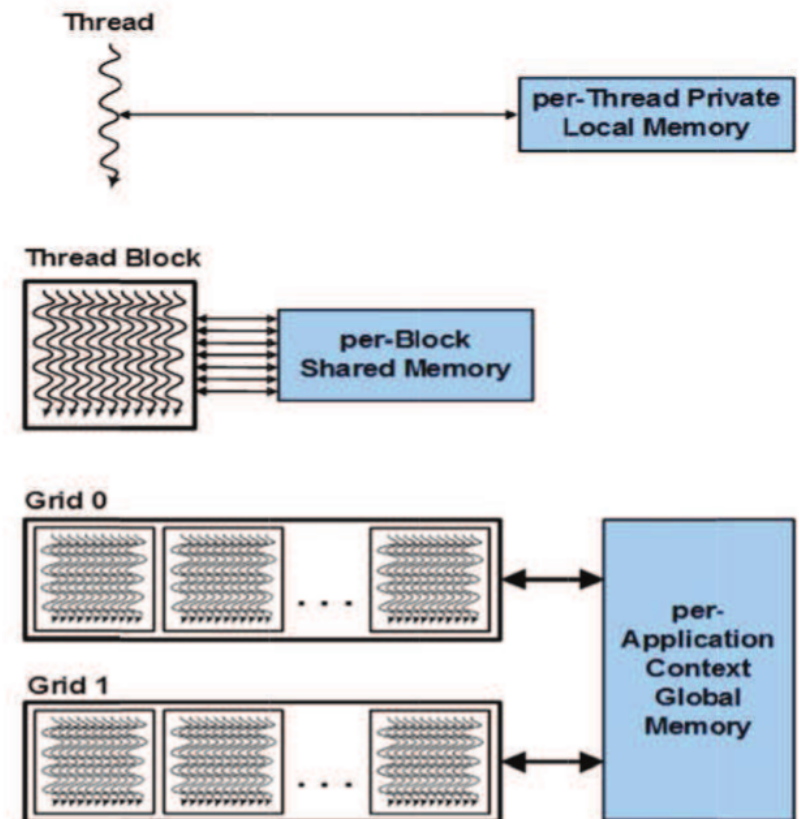 Thread
per-Thread Private
Local Memory
Thread Block
per-Block
Shared Memory
Grid 0
. . .
per-
Application
Context
Global
Memory
Grid 1
. . .